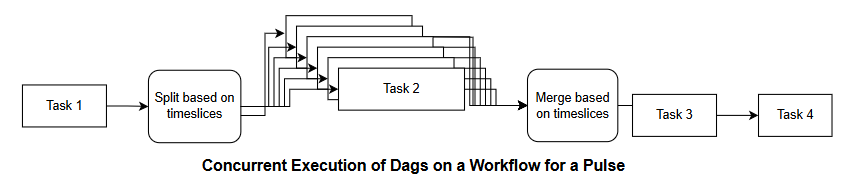 Task 1
Split based on
timeslices
Task 2
Merge based
on timeslices
Task 3
Task 4
Concurrent Execution of Dags on a Workflow for a Pulse